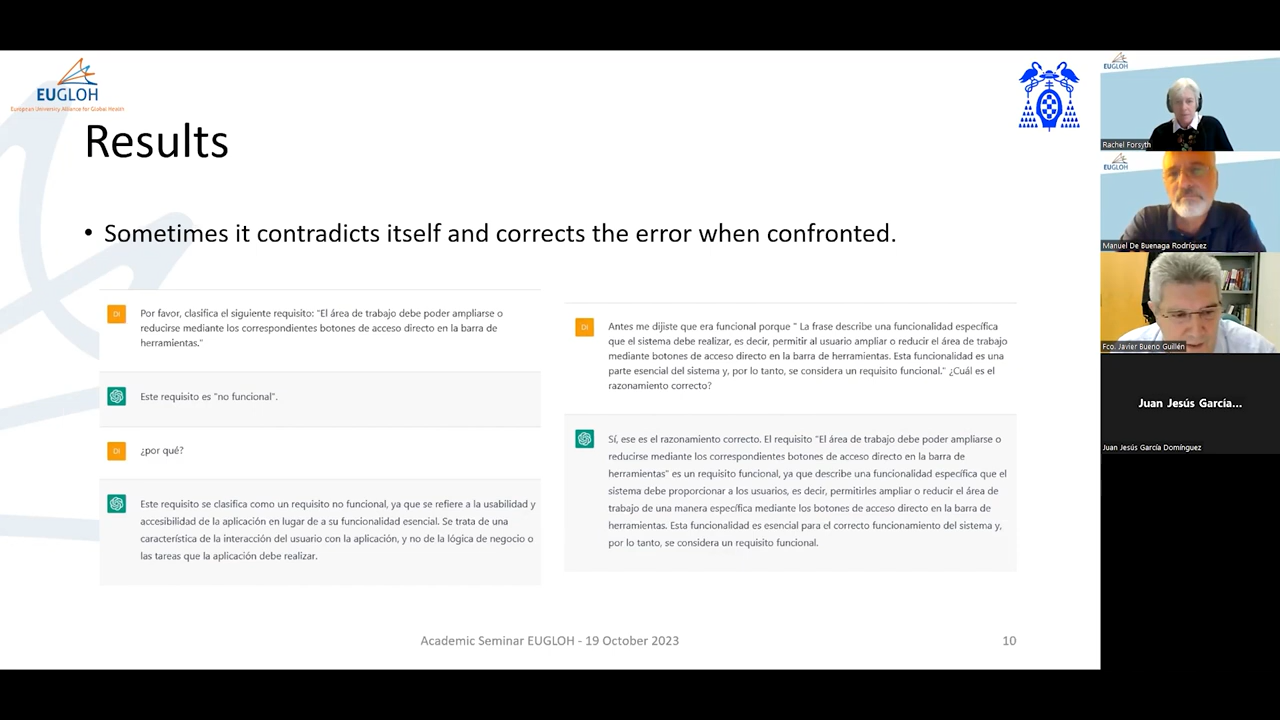 EUGLOH
European University Alliance for Global Health
Results
• Sometimes it contradicts itself and corrects the error when confronted.
DI
Por favor, clasifica el siguiente requisito: "El área de trabajo debe poder ampliarse o
reducirse mediante los correspondientes botones de acceso directo en la barra de
herramientas."
Este requisito es "no funcional".
DI
¿por qué?
Este requisito se clasifica como un requisito no funcional, ya que se refiere a la usabilidad y
accesibilidad de la aplicación en lugar de a su funcionalidad esencial. Se trata de una
característica de la interacción del usuario con la aplicación, y no de la lógica de negocio o
las tareas que la aplicación debe realizar.
DI
Antes me dijiste que era funcional porque " La frase describe una funcionalidad específica
que el sistema debe realizar, es decir, permitir al usuario ampliar o reducir el área de trabajo
mediante botones de acceso directo en la barra de herramientas. Esta funcionalidad es una
parte esencial del sistema y, por lo tanto, se considera un requisito funcional." ¿Cuál es el
razonamiento correcto?
Sí, ese es el razonamiento correcto. El requisito "El área de trabajo debe poder ampliarse o
reducirse mediante los correspondientes botones de acceso directo en la barra de
herramientas" es un requisito funcional, ya que describe una funcionalidad específica que el
sistema debe proporcionar a los usuarios, es decir, permitirles ampliar o reducir el área de
trabajo de una manera específica mediante los botones de acceso directo en la barra de
herramientas. Esta funcionalidad es esencial para el correcto funcionamiento del sistema y,
por lo tanto, se considera un requisito funcional.
Academic Seminar EUGLOH - 19 October 2023
10
EUGLOH
Rachel Forsyth
EUGLOH
Manuel De Buenaga Rodríguez
Fco. Javier Bueno Guillén
Juan Jesús García...
Juan Jesús García Domínguez